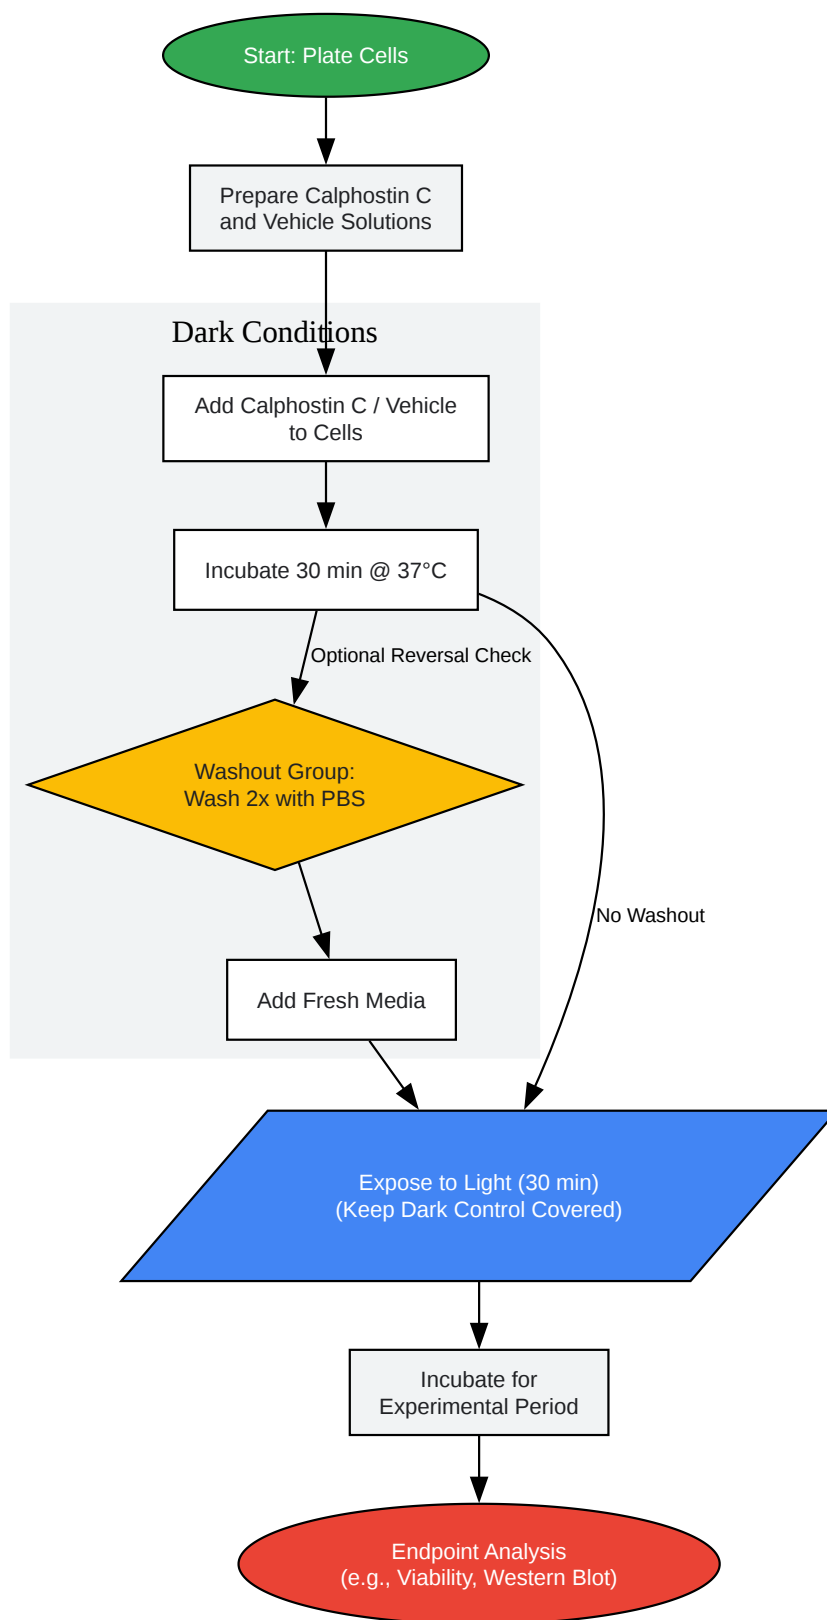 Start: Plate Cells
Prepare Calphostin C
and Vehicle Solutions
Dark Conditions
Add Calphostin C / Vehicle
to Cells
Incubate 30 min @ 37°C
Optional Reversal Check
Washout Group:
Wash 2x with PBS
No Washout
Add Fresh Media
Expose to Light (30 min)
(Keep Dark Control Covered)
Incubate for
Experimental Period
Endpoint Analysis
(e.g., Viability, Western Blot)